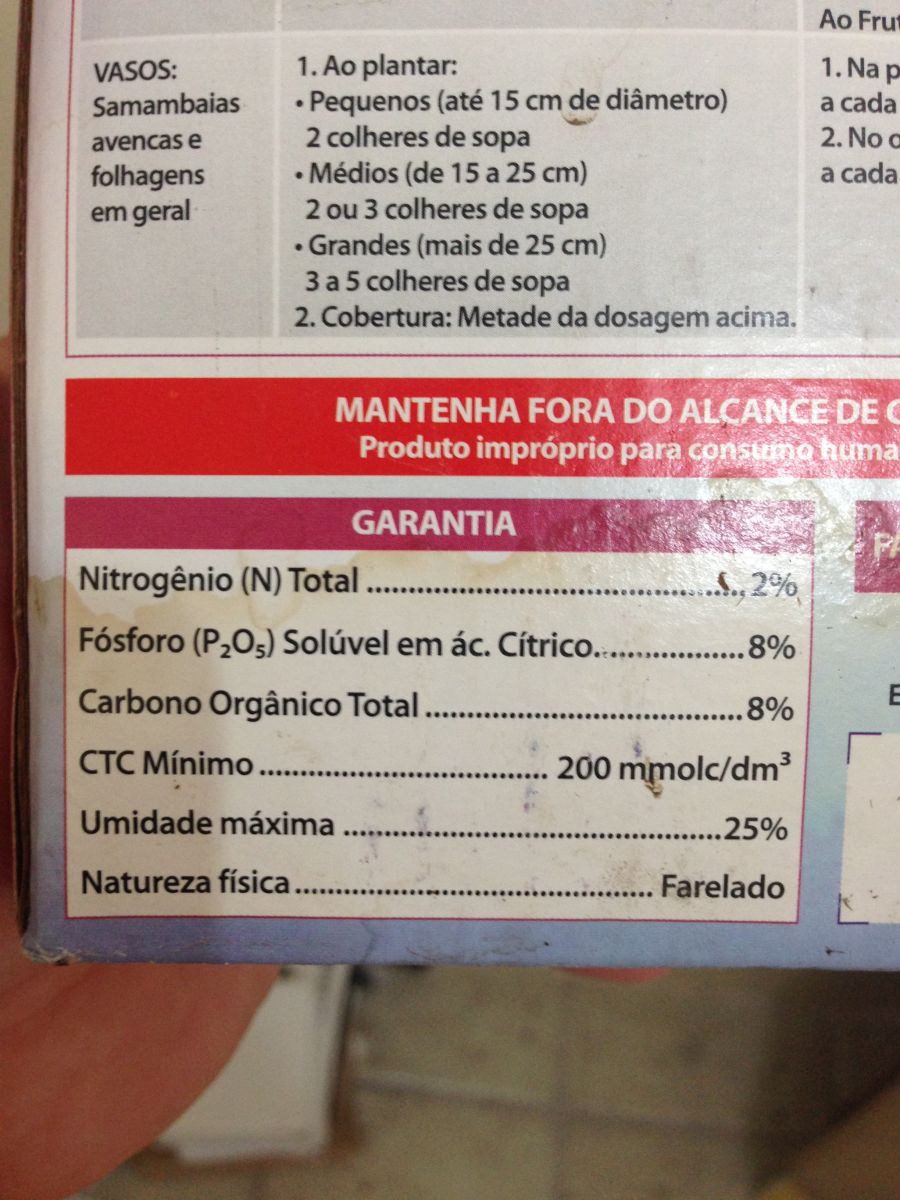 Ao Frut
VASOS:
Samambaias
avencas e
folhagens
em geral
1. Ao plantar:
• Pequenos (até 15 cm de diâmetro)
2 colheres de sopa
• Médios (de 15 a 25 cm)
2 ou 3 colheres de sopa
• Grandes (mais de 25 cm)
3 a 5 colheres de sopa
2. Cobertura: Metade da dosagem acima.
1. Na p
a cada
2. No o
a cada
MANTENHA FORA DO ALCANCE DE C
Produto impróprio para consumo huma
GARANTIA
Nitrogênio (N) Total ............................................. 2%
Fósforo (P₂O₅) Solúvel em ác. Cítrico.................. 8%
Carbono Orgânico Total ..................................... 8%
CTC Mínimo .................................. 200 mmolc/dm³
Umidade máxima ............................................ 25%
Natureza física .......................................... Farelado
PA
E